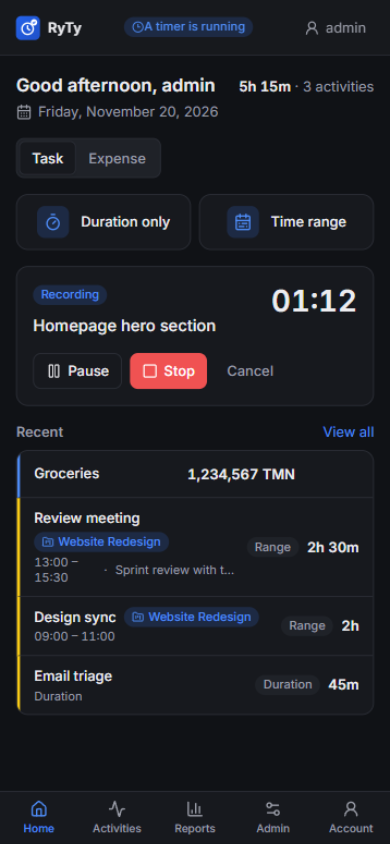 RyTy A timer is running admin
Good afternoon, admin 5h 15m · 3 activities
Friday, November 20, 2026
Task Expense
Duration only Time range
Recording
01:12
Homepage hero section
Pause Stop Cancel
Recent View all
Groceries 1,234,567 TMN
Review meeting
Website Redesign
Range 2h 30m
13:00 –
15:30
· Sprint review with t...
Design sync Website Redesign
Range 2h
09:00 – 11:00
Email triage
Duration 45m
Duration
Home Activities Reports Admin Account